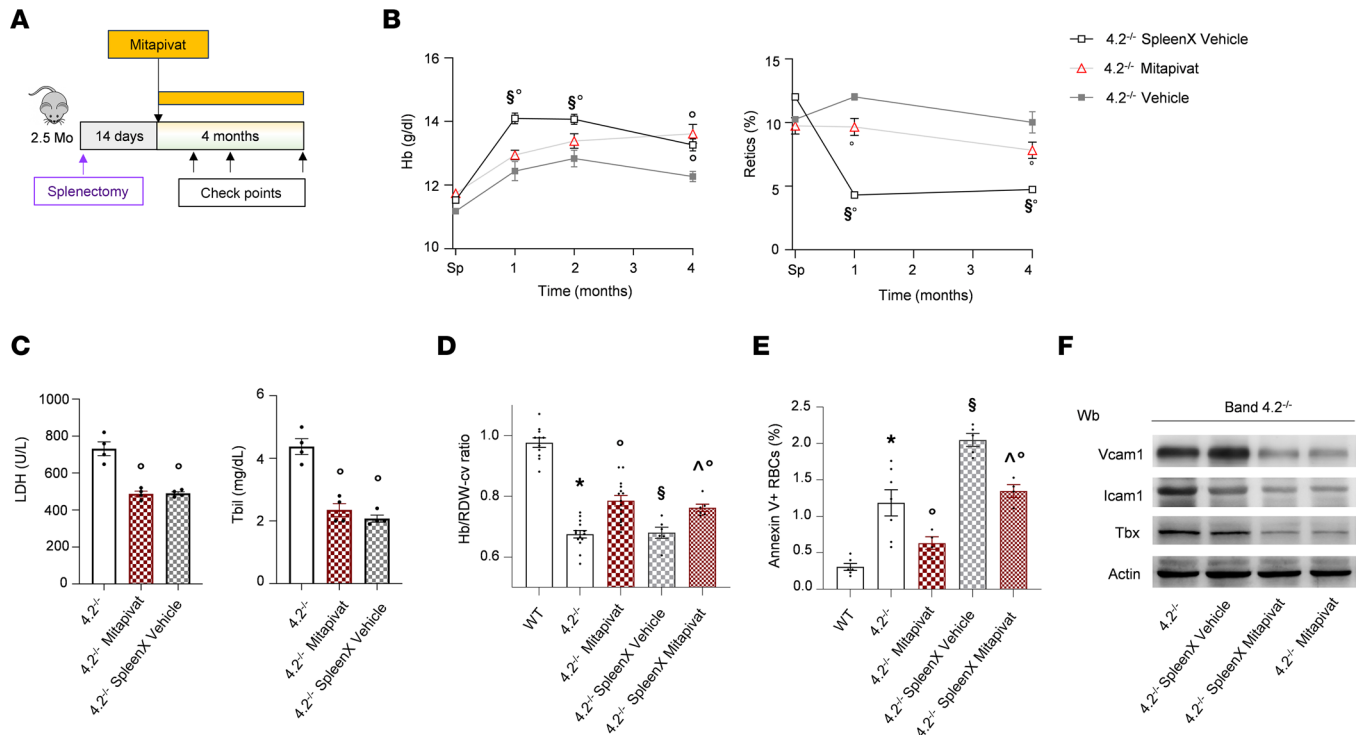 A
Mitapivat
2.5 Mo
14 days
4 months
Splenectomy
Check points
B
Hb (g/dl)
16
14
12
10
§°
§°
°
°
Sp
1
2
3
4
Time (months)
Retics (%)
15
10
5
0
°
°
§°
§°
Sp
1
2
3
4
Time (months)
4.2-/- SpleenX Vehicle
4.2-/- Mitapivat
4.2-/- Vehicle
C
LDH (U/L)
1000
800
600
400
200
0
°
°
4.2-/-
4.2-/- Mitapivat
4.2-/- SpleenX Vehicle
Tbil (mg/dL)
6
4
2
0
°
°
4.2-/-
4.2-/- Mitapivat
4.2-/- SpleenX Vehicle
D
Hb/RDW-cv ratio
1.0
0.8
0.6
*
°
§
^°
WT
4.2-/-
4.2-/- Mitapivat
4.2-/- SpleenX Vehicle
4.2-/- SpleenX Mitapivat
E
Annexin V+ RBCs (%)
2.5
2.0
1.5
1.0
0.5
0.0
*
°
§
^°
WT
4.2-/-
4.2-/- Mitapivat
4.2-/- SpleenX Vehicle
4.2-/- SpleenX Mitapivat
F
Wb
Band 4.2-/-
Vcam1
Icam1
Tbx
Actin
4.2-/-
4.2-/- SpleenX Vehicle
4.2-/- SpleenX Mitapivat
4.2-/- Mitapivat